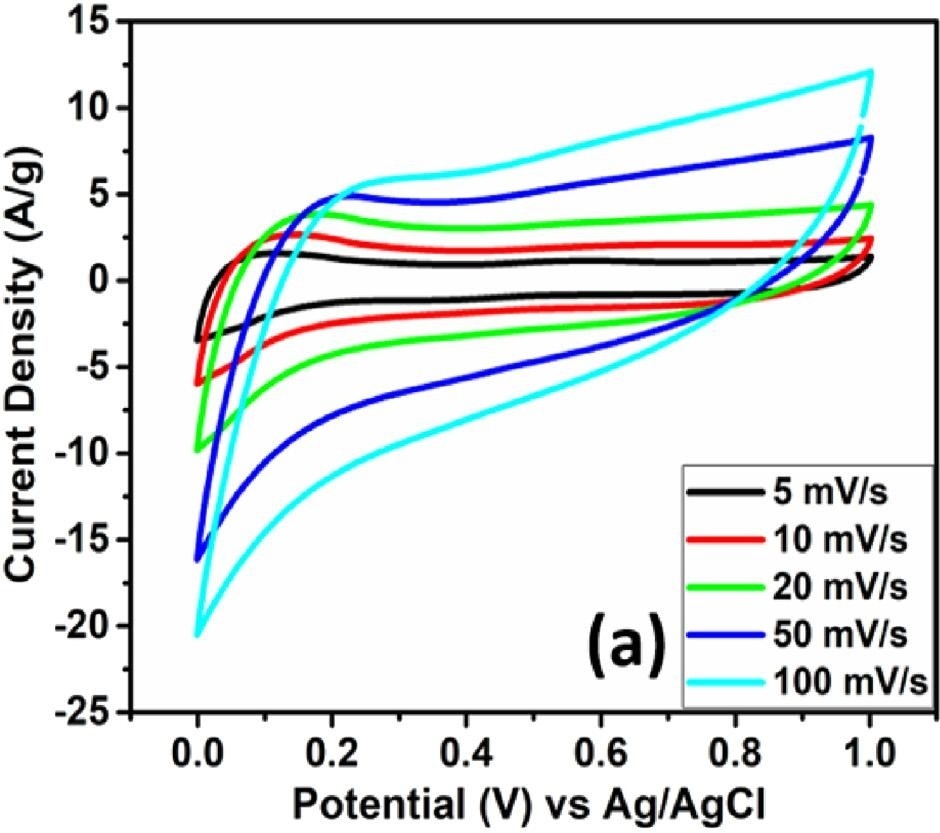 Current Density (A/g)
15
10
5
0
-5
-10
-15
-20
-25
5 mV/s
10 mV/s
20 mV/s
50 mV/s
100 mV/s
(a)
0.0 0.2 0.4 0.6 0.8 1.0
Potential (V) vs Ag/AgCl